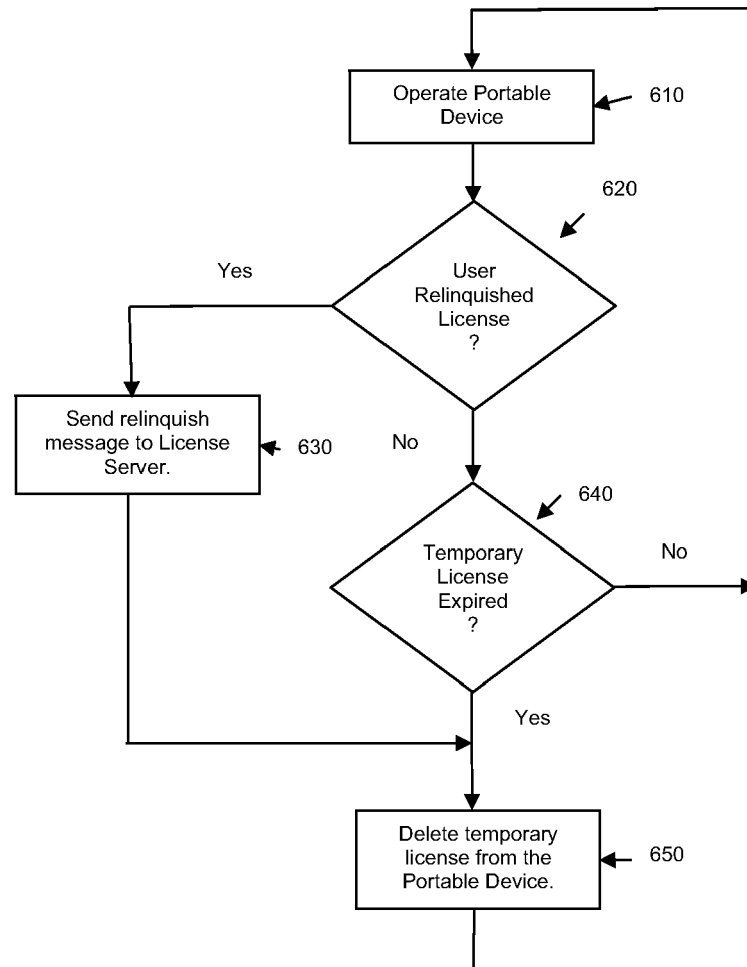 Operate Portable
Device
610
620
Yes
User
Relinquished
License
?
Send relinquish
message to License
Server.
630
No
640
Temporary
License
Expired
?
No
Yes
Delete temporary
license from the
Portable Device.
650